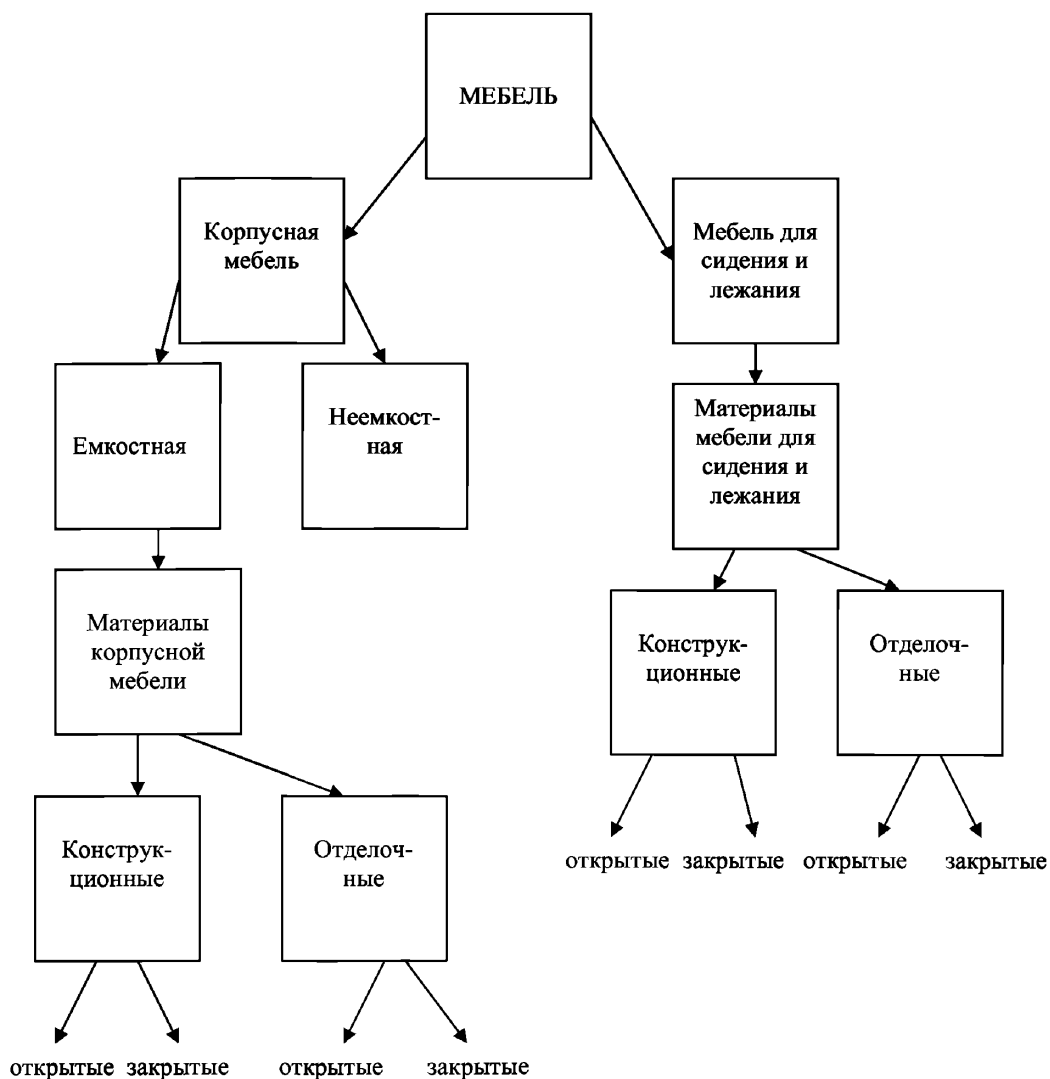 МЕБЕЛЬ
Корпусная
мебель
Мебель для
сидения и
лежания
Емкостная
Неемкост-
ная
Материалы
мебели для
сидения и
лежания
Материалы
корпусной
мебели
Конструк-
ционные
Отделоч-
ные
открытые закрытые открытые закрытые
Конструк-
ционные
Отделоч-
ные
открытые закрытые открытые закрытые